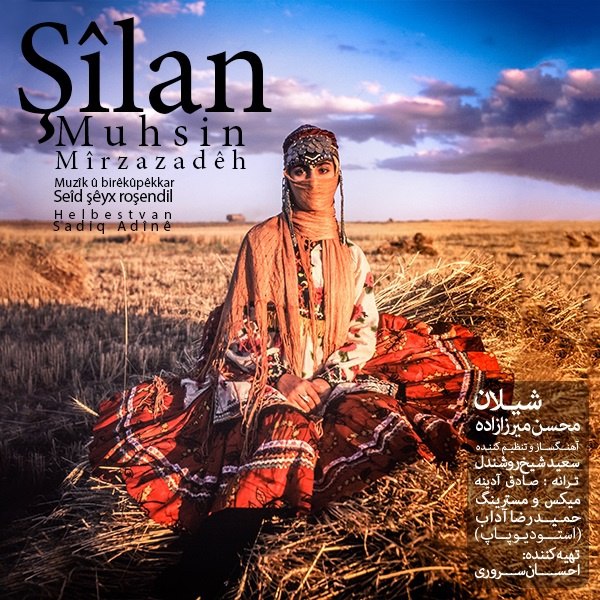 Şîlan
Muhsin
Mîrzazadêh
Muzîk û birêkûpêkkar
Seîd şêyx roşendil
Helbestvan
Sadiq Adînê
شیلان
محسن میرزازاده
آهنگساز و تنظیم کننده
سعید شیخ روشندل
ترانه : صادق آدینه
میکس و مسترینگ
حمیدرضا آداب
(استودیو پاپ)
تهیه کننده:
احسان سروری